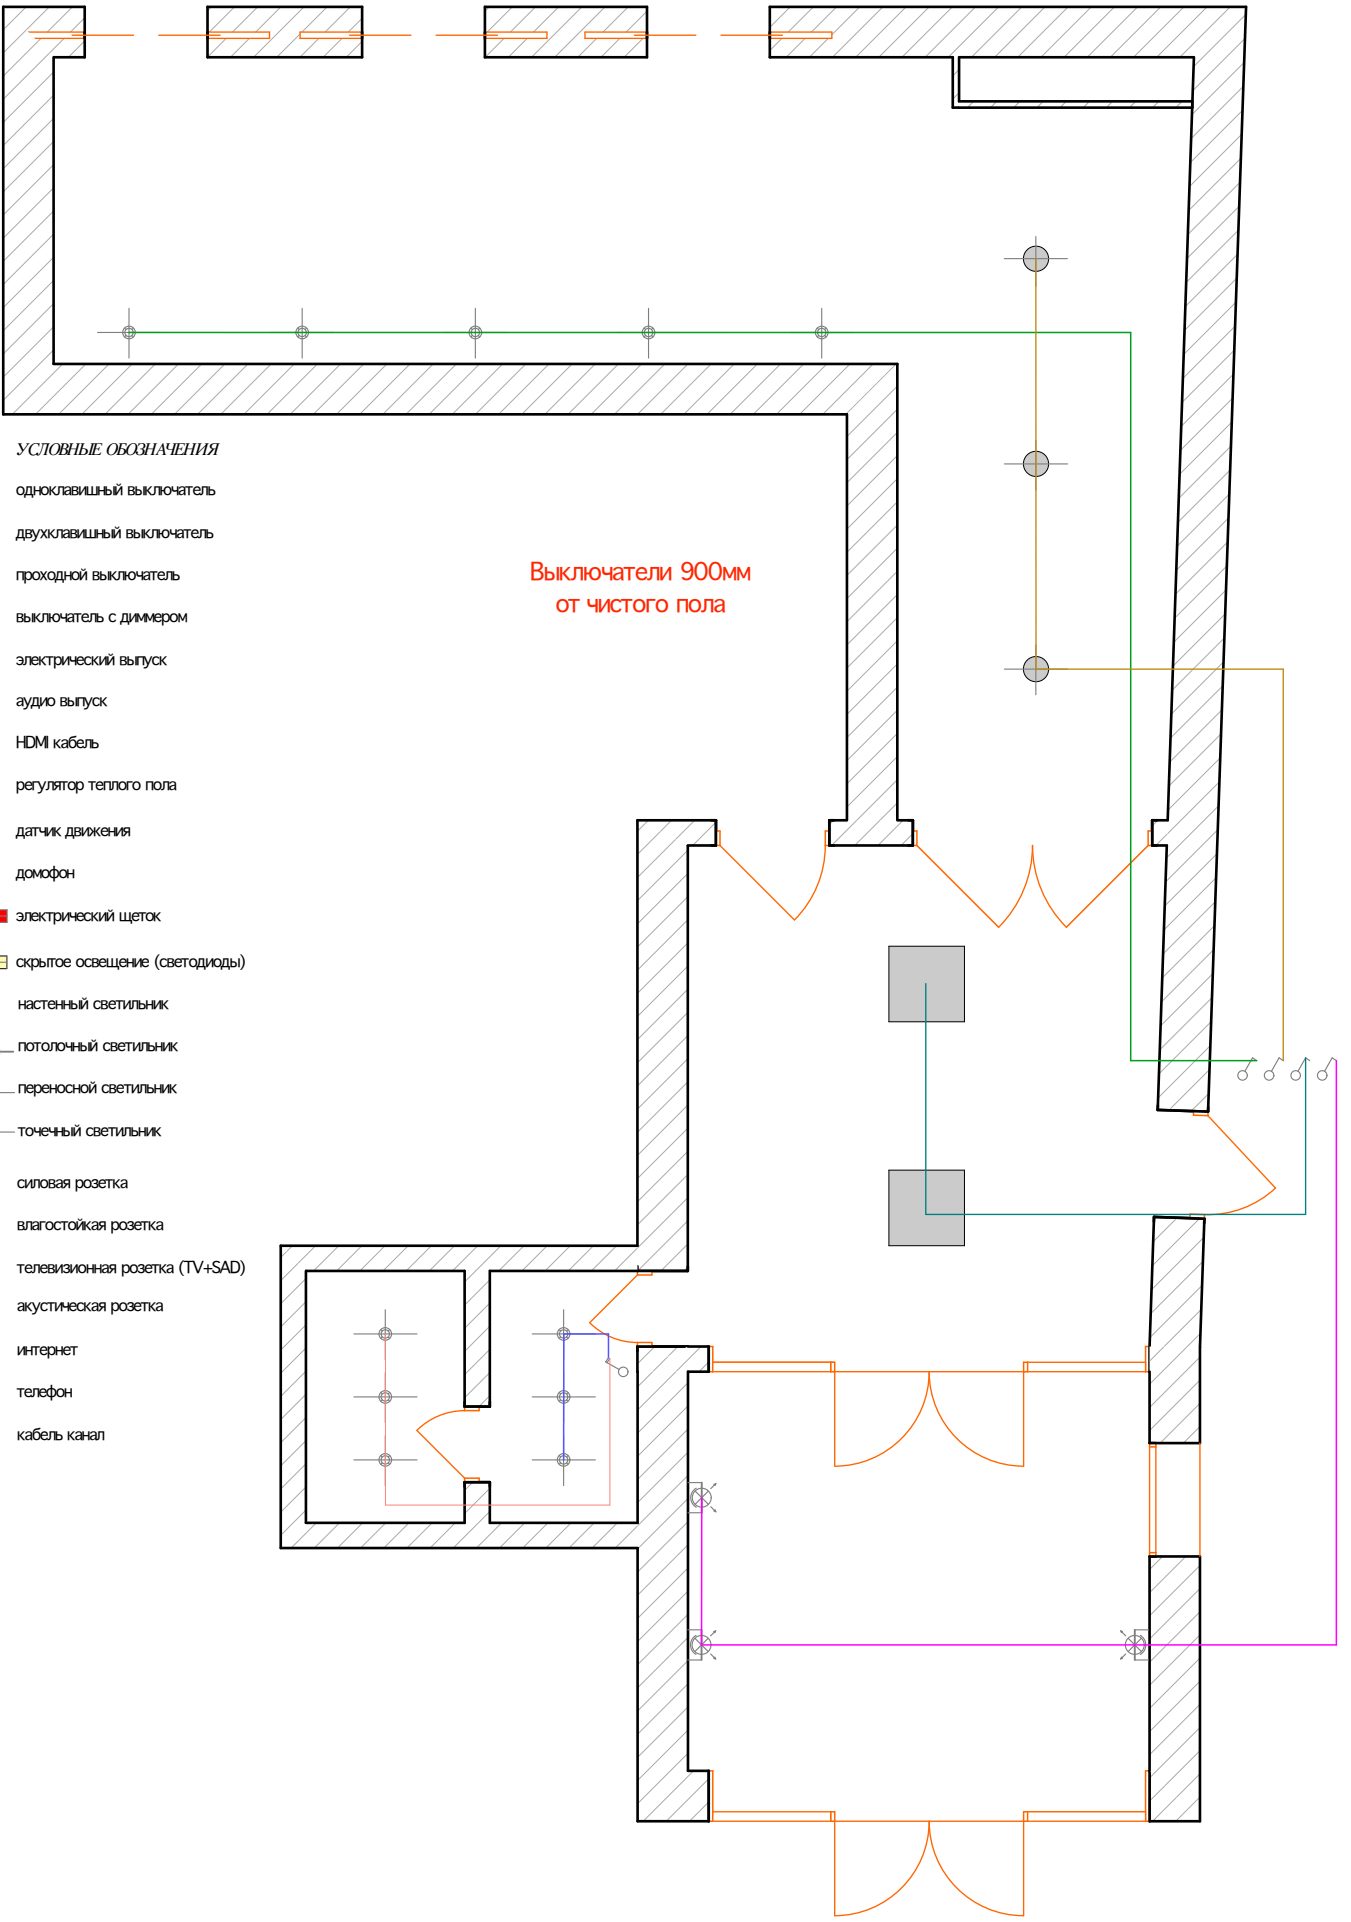 УСЛОВНЫЕ ОБОЗНАЧЕНИЯ
одноклавишный выключатель
двухклавишный выключатель
проходной выключатель
выключатель с диммером
электрический выпуск
аудио выпуск
HDMI кабель
регулятор теплого пола
датчик движения
домофон
электрический щеток
скрытое освещение (светодиоды)
настенный светильник
потолочный светильник
переносной светильник
точечный светильник
силовая розетка
влагостойкая розетка
телевизионная розетка (TV+SAD)
акустическая розетка
интернет
телефон
кабель канал
Выключатели 900мм
от чистого пола